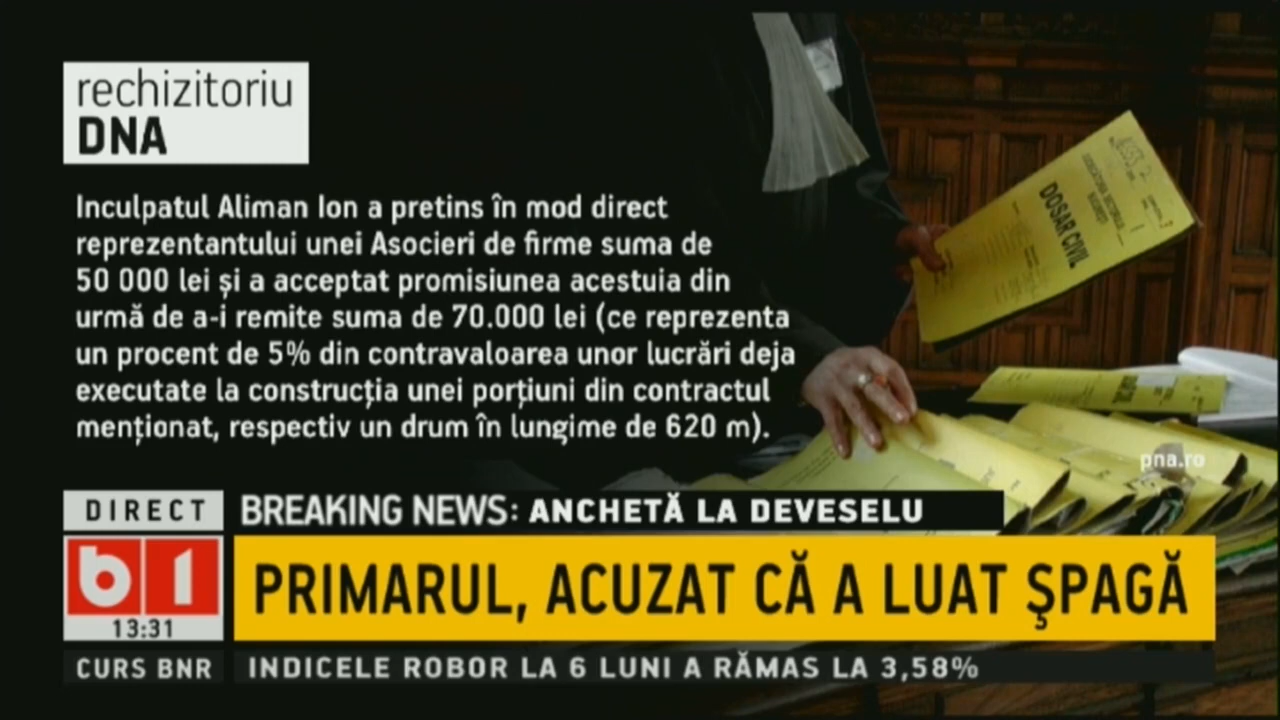 rechizitoriu
DNA
Inculpatul Aliman Ion a pretins în mod direct
reprezentantului unei Asocieri de firme suma de
50 000 lei și a acceptat promisiunea acestuia din
urmă de a-i remite suma de 70.000 lei (ce reprezenta
un procent de 5% din contravaloarea unor lucrări deja
executate la construcția unei porțiuni din contractul
menționat, respectiv un drum în lungime de 620 m).
DOSAR CIVIL
pna.ro
DIRECT
BREAKING NEWS: ANCHETĂ LA DEVESELU
b1
PRIMARUL, ACUZAT CĂ A LUAT ŞPAGĂ
13:31
CURS BNR
INDICELE ROBOR LA 6 LUNI A RĂMAS LA 3,58%